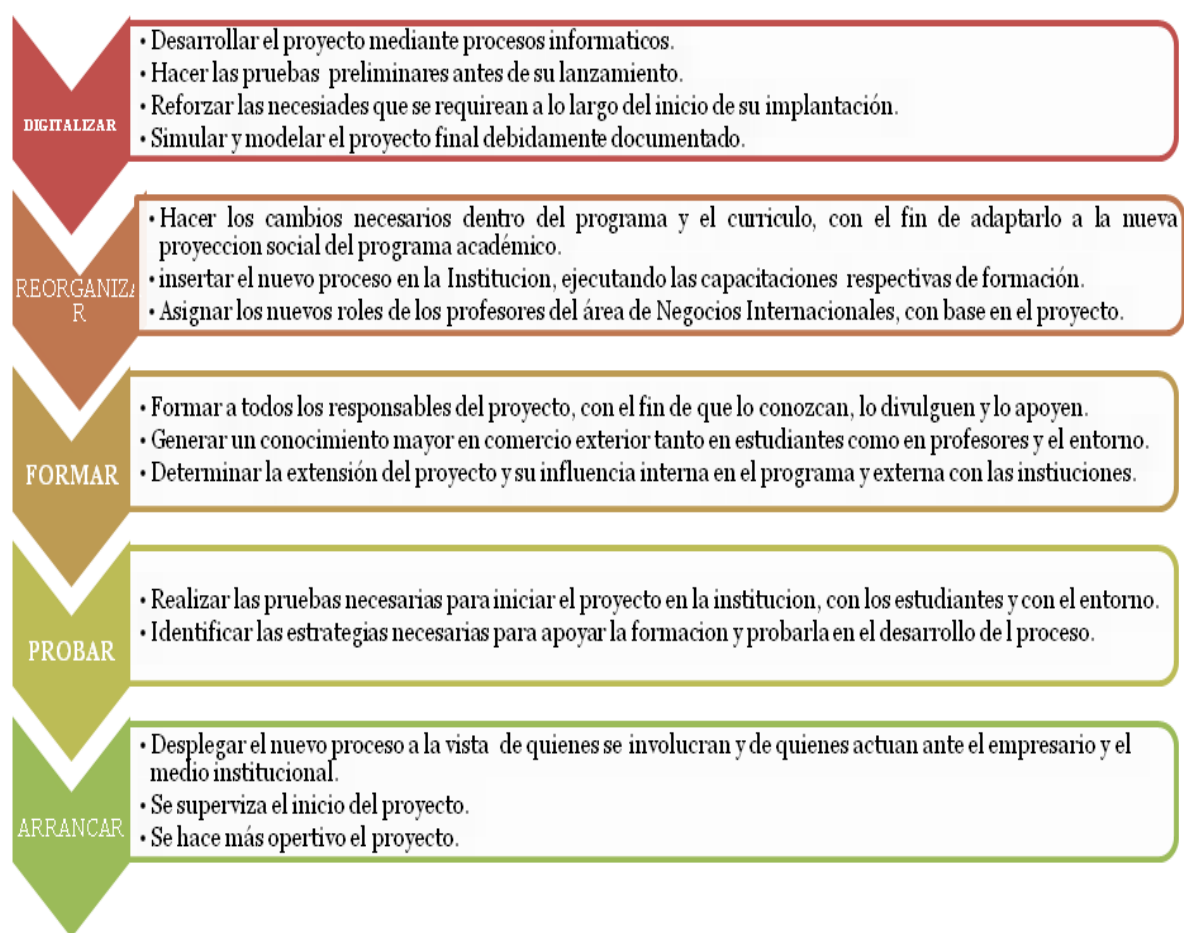 DIGITALIZAR
• Desarrollar el proyecto mediante procesos informaticos.
• Hacer las pruebas preliminares antes de su lanzamiento.
• Reforzar las necesiades que se requirean a lo largo del inicio de su implantación.
• Simular y modelar el proyecto final debidamente documentado.
REORGANIZA
R
• Hacer los cambios necesarios dentro del programa y el curriculo, con el fin de adaptarlo a la nueva
proyeccion social del programa académico.
• insertar el nuevo proceso en la Institucion, ejecutando las capacitaciones respectivas de formación.
• Asignar los nuevos roles de los profesores del área de Negocios Internacionales, con base en el proyecto.
FORMAR
• Formar a todos los responsables del proyecto, con el fin de que lo conozcan, lo divulguen y lo apoyen.
• Generar un conocimiento mayor en comercio exterior tanto en estudiantes como en profesores y el entorno.
• Determinar la extensión del proyecto y su influencia interna en el programa y externa con las instiuciones.
PROBAR
• Realizar las pruebas necesarias para iniciar el proyecto en la institucion, con los estudiantes y con el entorno.
• Identificar las estrategias necesarias para apoyar la formacion y probarla en el desarrollo de l proceso.
ARRANCAR
• Desplegar el nuevo proceso a la vista de quienes se involucran y de quienes actuan ante el empresario y el
medio institucional.
• Se superviza el inicio del proyecto.
• Se hace más opertivo el proyecto.